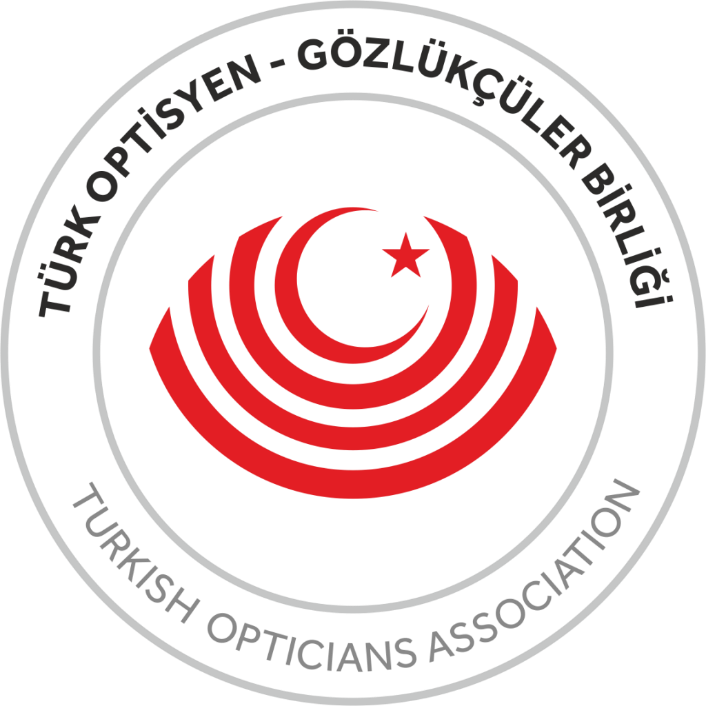 TÜRK OPTİSYEN - GÖZLÜKÇÜLER BİRLİĞİ
TURKISH OPTICIANS ASSOCIATION